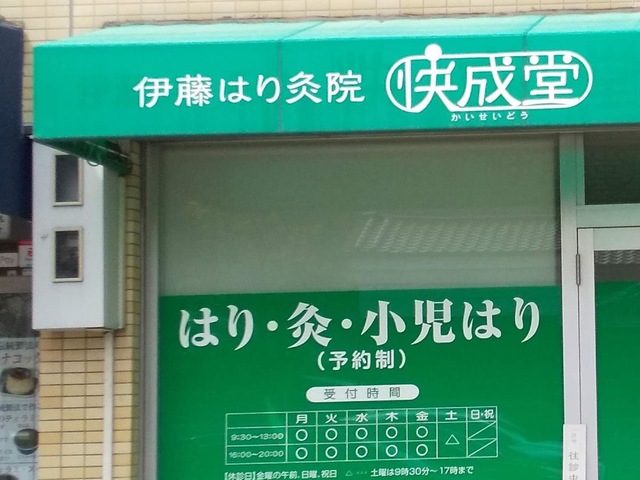 伊藤はり灸院 快成堂
かいせいどう
はり・灸・小児はり
(予約制)
受付時間
月 火 水 木 金 土 日・祝
9:30〜13:00 〇 〇 〇 〇 〇 △
16:00〜20:00 〇 〇 〇 〇 〇
【休診日】金曜の午前、日曜、祝日 △…土曜は9時30分〜17時まで
往診中